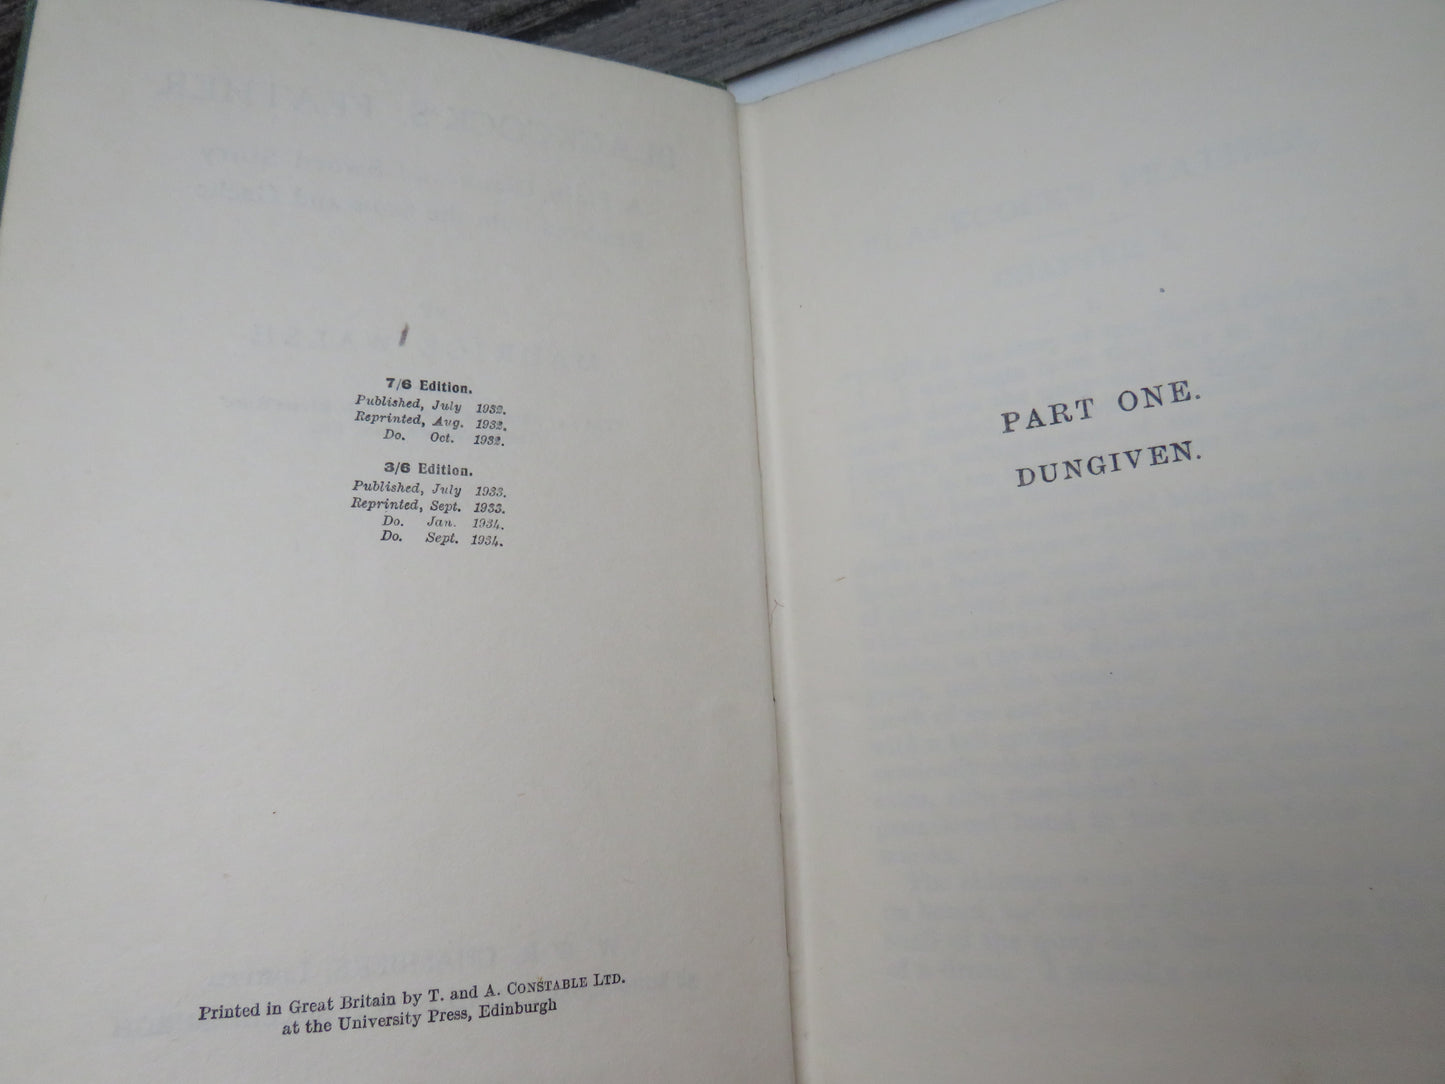 7/6 Edition.
Published, July 1932.
Reprinted, Aug. 1932.
Do. Oct. 1932.
3/6 Edition.
Published, July 1933.
Reprinted, Sept. 1933.
Do. Jan. 1934.
Do. Sept. 1934.
Printed in Great Britain by T. and A. CONSTABLE LTD.
at the University Press, Edinburgh
PART ONE.
DUNGIVEN.